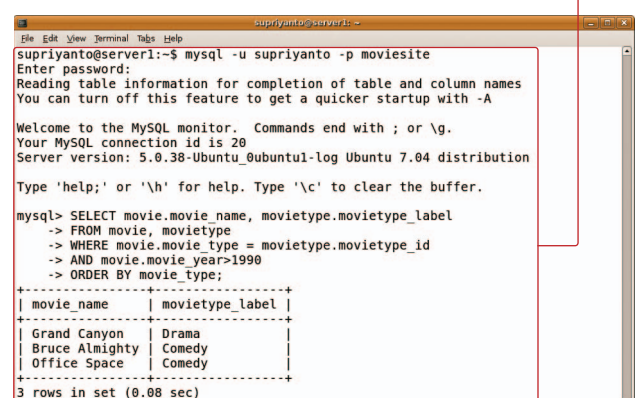 supriyanto@server1: ~
File Edit View Terminal Tabs Help
supriyanto@server1:~$ mysql -u supriyanto -p moviesite
Enter password:
Reading table information for completion of table and column names
You can turn off this feature to get a quicker startup with -A

Welcome to the MySQL monitor.  Commands end with ; or \g.
Your MySQL connection id is 20
Server version: 5.0.38-Ubuntu_0ubuntu1-log Ubuntu 7.04 distribution

Type 'help;' or '\h' for help. Type '\c' to clear the buffer.

mysql> SELECT movie.movie_name, movietype.movietype_label
    -> FROM movie, movietype
    -> WHERE movie.movie_type = movietype.movietype_id
    -> AND movie.movie_year>1990
    -> ORDER BY movie_type;
+----------------+-----------------+
| movie_name     | movietype_label |
+----------------+-----------------+
| Grand Canyon   | Drama           |
| Bruce Almighty | Comedy          |
| Office Space   | Comedy          |
+----------------+-----------------+
3 rows in set (0.08 sec)